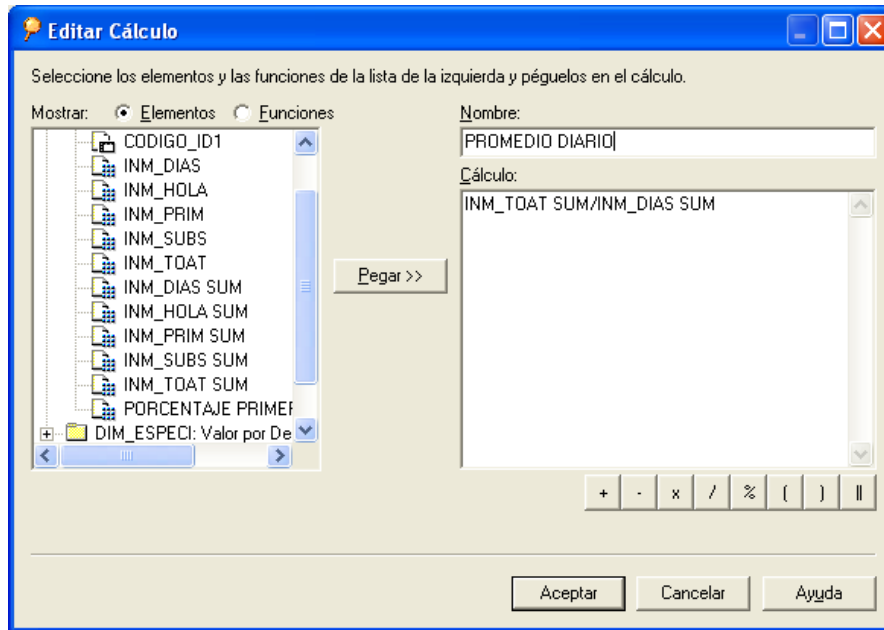 Editar Cálculo
Seleccione los elementos y las funciones de la lista de la izquierda y péguelos en el cálculo.
Mostrar: Elementos Funciones
CODIGO_ID1
INM_DIAS
INM_HOLA
INM_PRIM
INM_SUBS
INM_TOAT
INM_DIAS SUM
INM_HOLA SUM
INM_PRIM SUM
INM_SUBS SUM
INM_TOAT SUM
PORCENTAJE PRIMER
DIM_ESPECI: Valor por De
Pegar >>
Nombre:
PROMEDIO DIARIO
Cálculo:
INM_TOAT SUM/INM_DIAS SUM
+ - x / % ( ) ||
Aceptar Cancelar Ayuda